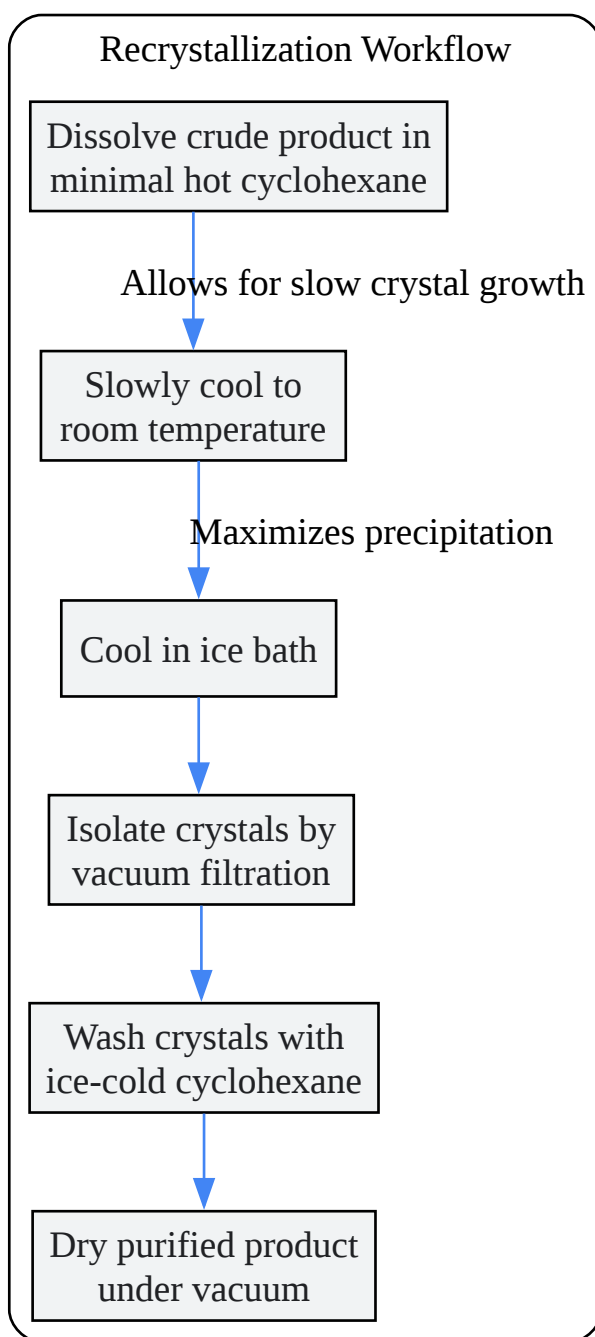 Recrystallization Workflow
Dissolve crude product in
minimal hot cyclohexane
Allows for slow crystal growth
Slowly cool to
room temperature
Maximizes precipitation
Cool in ice bath
Isolate crystals by
vacuum filtration
Wash crystals with
ice-cold cyclohexane
Dry purified product
under vacuum